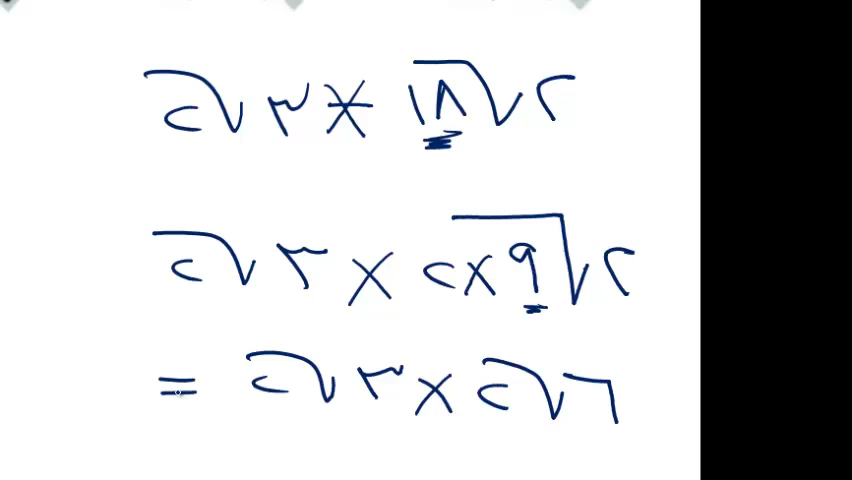 ٢√١٨ × ٣√٢
٢√٩×٢ × ٣√٢
٦√٢ × ٣√٢ =